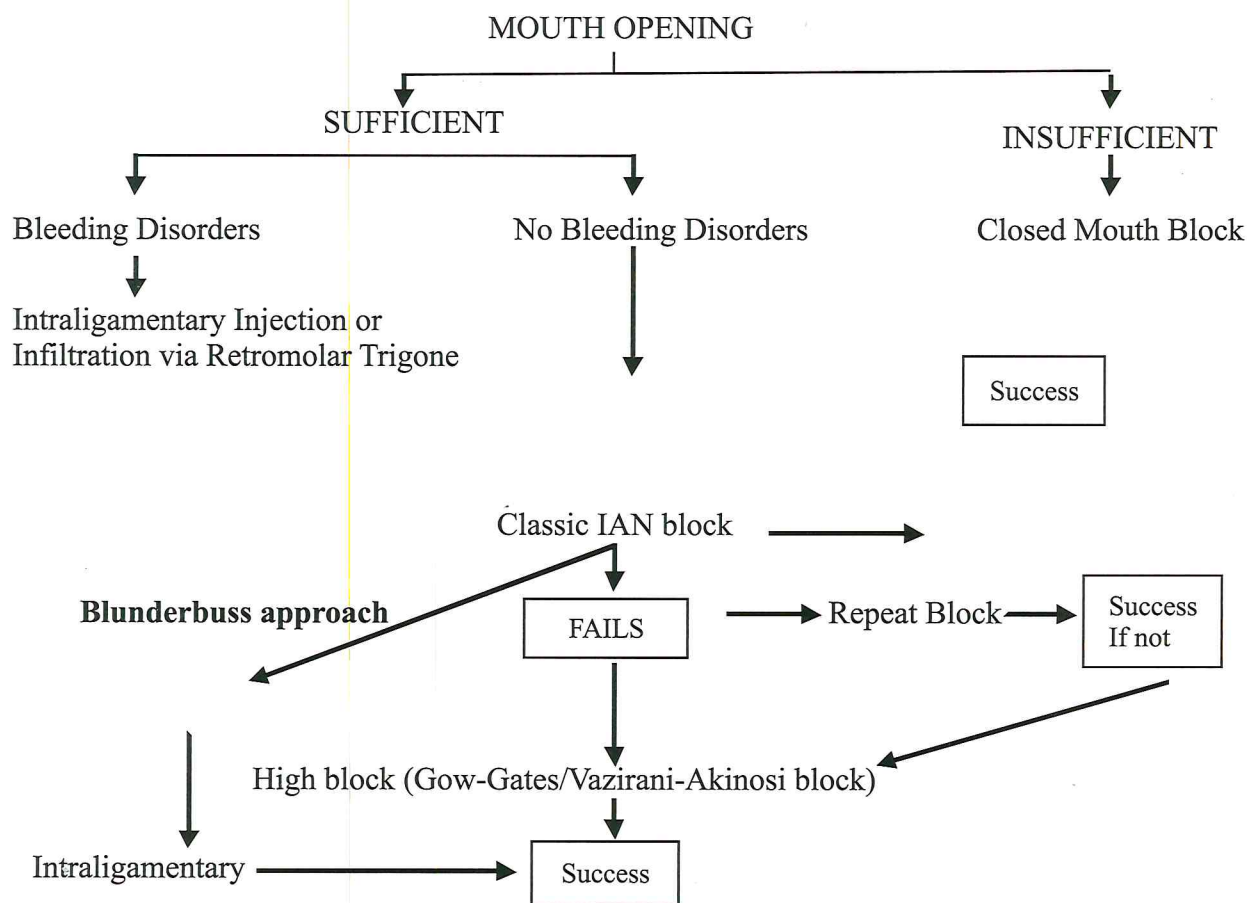 MOUTH OPENING
SUFFICIENT
INSUFFICIENT
Bleeding Disorders
No Bleeding Disorders
Closed Mouth Block
Intraligamentary Injection or
Infiltration via Retromolar Trigone
Success
Classic IAN block
Blunderbuss approach
FAILS
Repeat Block
Success
If not
High block (Gow-Gates/Vazirani-Akinosi block)
Intraligamentary
Success